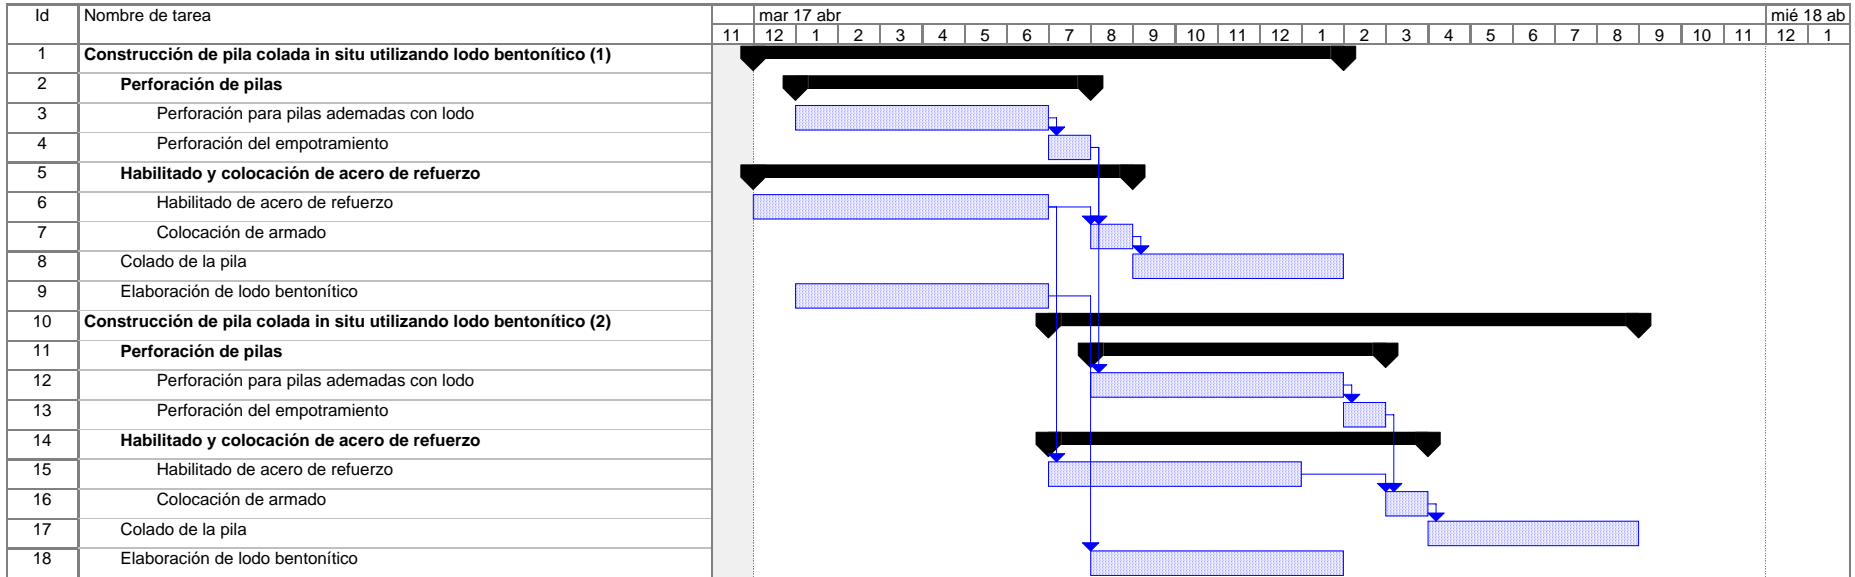 Id Nombre de tarea mar 17 abr mié 18 ab
11 12 1 2 3 4 5 6 7 8 9 10 11 12 1 2 3 4 5 6 7 8 9 10 11 12 1
1 Construcción de pila colada in situ utilizando lodo bentonítico (1)
2 Perforación de pilas
3 Perforación para pilas ademadas con lodo
4 Perforación del empotramiento
5 Habilitado y colocación de acero de refuerzo
6 Habilitado de acero de refuerzo
7 Colocación de armado
8 Colado de la pila
9 Elaboración de lodo bentonítico
10 Construcción de pila colada in situ utilizando lodo bentonítico (2)
11 Perforación de pilas
12 Perforación para pilas ademadas con lodo
13 Perforación del empotramiento
14 Habilitado y colocación de acero de refuerzo
15 Habilitado de acero de refuerzo
16 Colocación de armado
17 Colado de la pila
18 Elaboración de lodo bentonítico